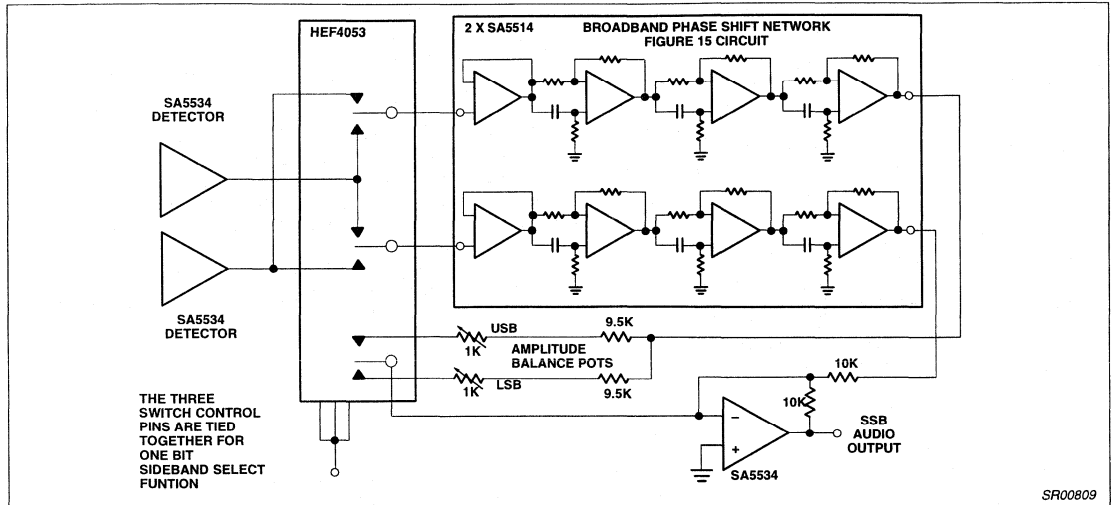 HEF4053
2 X SA5514
BROADBAND PHASE SHIFT NETWORK
FIGURE 15 CIRCUIT
SA5534
DETECTOR
SA5534
DETECTOR
USB
1K
9.5K
AMPLITUDE
BALANCE POTS
LSB
1K
9.5K
10K
10K
THE THREE
SWITCH CONTROL
PINS ARE TIED
TOGETHER FOR
ONE BIT
SIDEBAND SELECT
FUNTION
–
+
SA5534
SSB
AUDIO
OUTPUT
SR00809